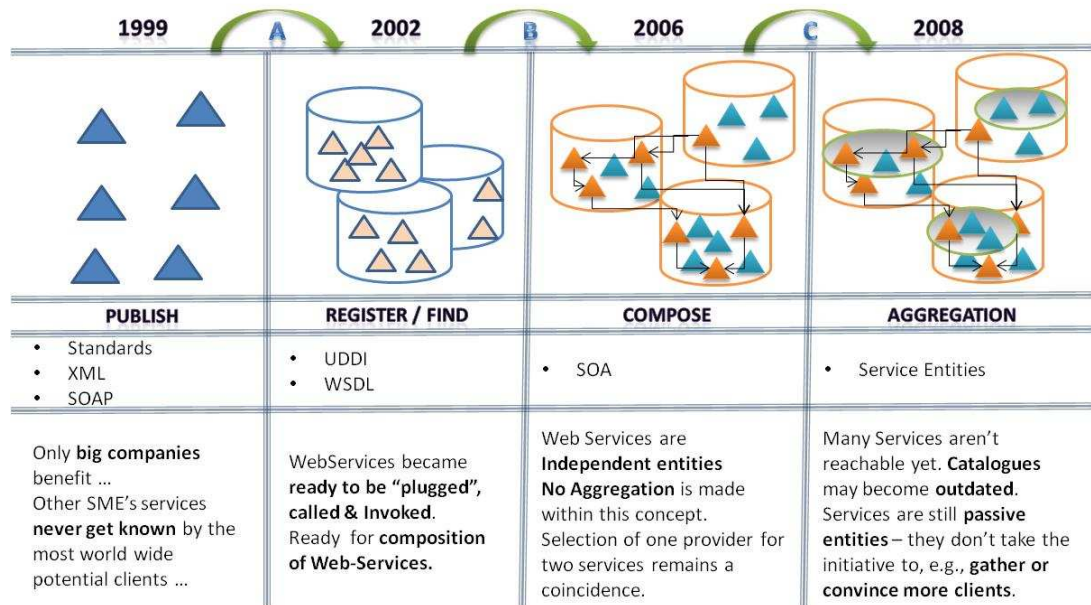 1999 A 2002 B 2006 C 2008
PUBLISH
REGISTER / FIND
COMPOSE
AGGREGATION
• Standards
• XML
• SOAP
• UDDI
• WSDL
• SOA
• Service Entities
Only big companies
benefit ...
Other SME's services
never get known by the
most world wide
potential clients ...
WebServices became
ready to be "plugged",
called & Invoked.
Ready for composition
of Web-Services.
Web Services are
Independent entities
No Aggregation is made
within this concept.
Selection of one provider for
two services remains a
coincidence.
Many Services aren't
reachable yet. Catalogues
may become outdated.
Services are still passive
entities – they don't take the
initiative to, e.g., gather or
convince more clients.